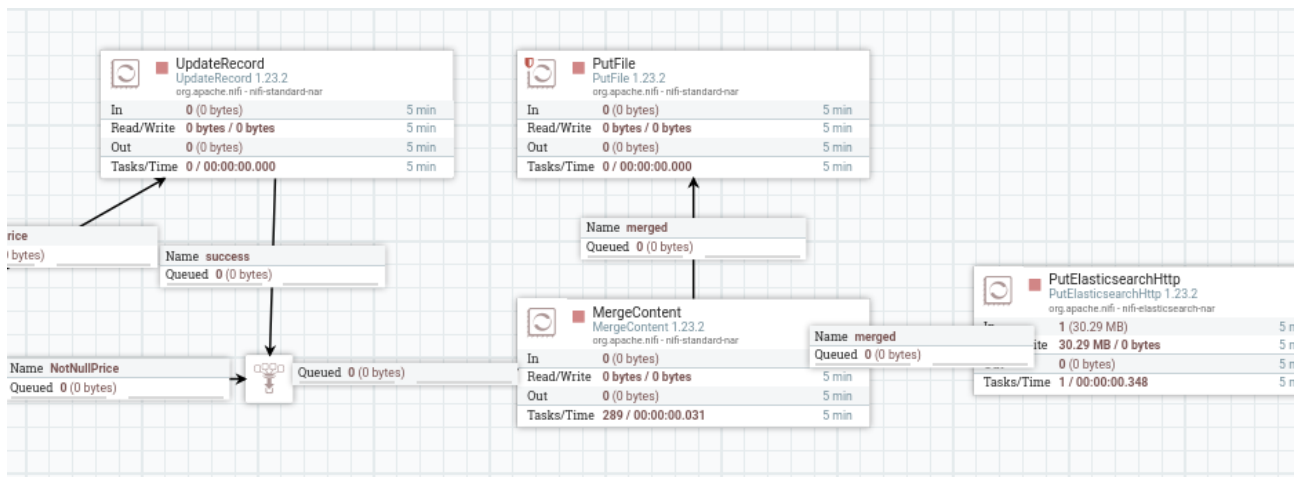 UpdateRecord
UpdateRecord 1.23.2
org.apache.nifi - nifi-standard-nar
In 0 (0 bytes) 5 min
Read/Write 0 bytes / 0 bytes 5 min
Out 0 (0 bytes) 5 min
Tasks/Time 0 / 00:00:00.000 5 min
PutFile
PutFile 1.23.2
org.apache.nifi - nifi-standard-nar
In 0 (0 bytes) 5 min
Read/Write 0 bytes / 0 bytes 5 min
Out 0 (0 bytes) 5 min
Tasks/Time 0 / 00:00:00.000 5 min
rice
bytes)
Name success
Queued 0 (0 bytes)
Name merged
Queued 0 (0 bytes)
Name NotNullPrice
Queued 0 (0 bytes)
Queued 0 (0 bytes)
MergeContent
MergeContent 1.23.2
org.apache.nifi - nifi-standard-nar
In 0 (0 bytes) 5 min
Read/Write 0 bytes / 0 bytes 5 min
Out 0 (0 bytes) 5 min
Tasks/Time 289 / 00:00:00.031 5 min
Name merged
Queued 0 (0 bytes)
PutElasticsearchHttp
PutElasticsearchHttp 1.23.2
org.apache.nifi - nifi-elasticsearch-nar
1 (30.29 MB) 5
ite 30.29 MB / 0 bytes 5
0 (0 bytes) 5
Tasks/Time 1 / 00:00:00.348 5